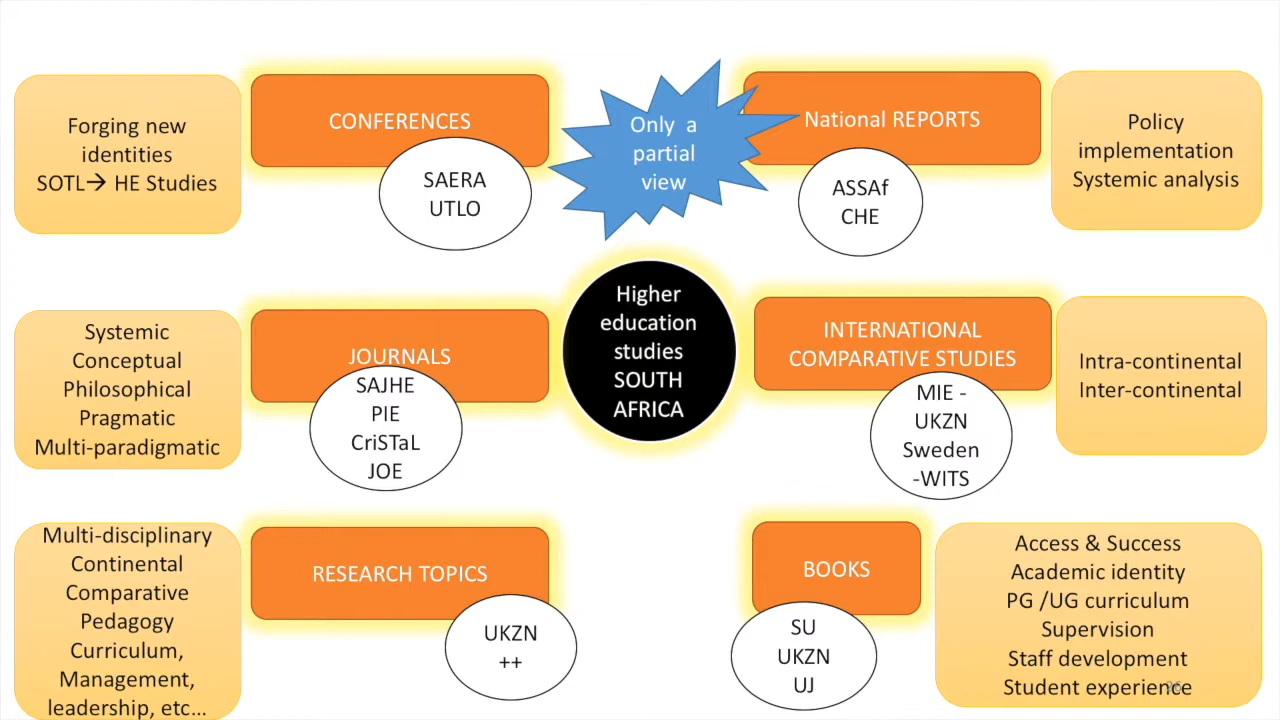 Forging new
identities
SOTL→ HE Studies
CONFERENCES
SAERA
UTLO
Only a
partial
view
National REPORTS
ASSAf
CHE
Policy
implementation
Systemic analysis
Systemic
Conceptual
Philosophical
Pragmatic
Multi-paradigmatic
JOURNALS
SAJHE
PIE
CriSTaL
JOE
Higher
education
studies
SOUTH
AFRICA
INTERNATIONAL
COMPARATIVE STUDIES
MIE -
UKZN
Sweden
-WITS
Intra-continental
Inter-continental
Multi-disciplinary
Continental
Comparative
Pedagogy
Curriculum,
Management,
leadership, etc...
RESEARCH TOPICS
UKZN
++
BOOKS
SU
UKZN
UJ
Access & Success
Academic identity
PG /UG curriculum
Supervision
Staff development
Student experience